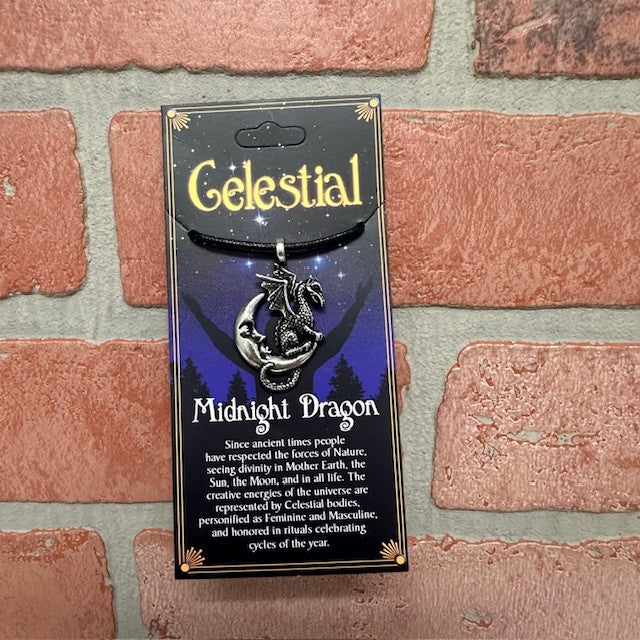 Celestial
Midnight Dragon
Since ancient times people
have respected the forces of Nature,
seeing divinity in Mother Earth, the
Sun, the Moon, and in all life. The
creative energies of the universe are
represented by Celestial bodies,
personified as Feminine and Masculine,
and honored in rituals celebrating
cycles of the year.